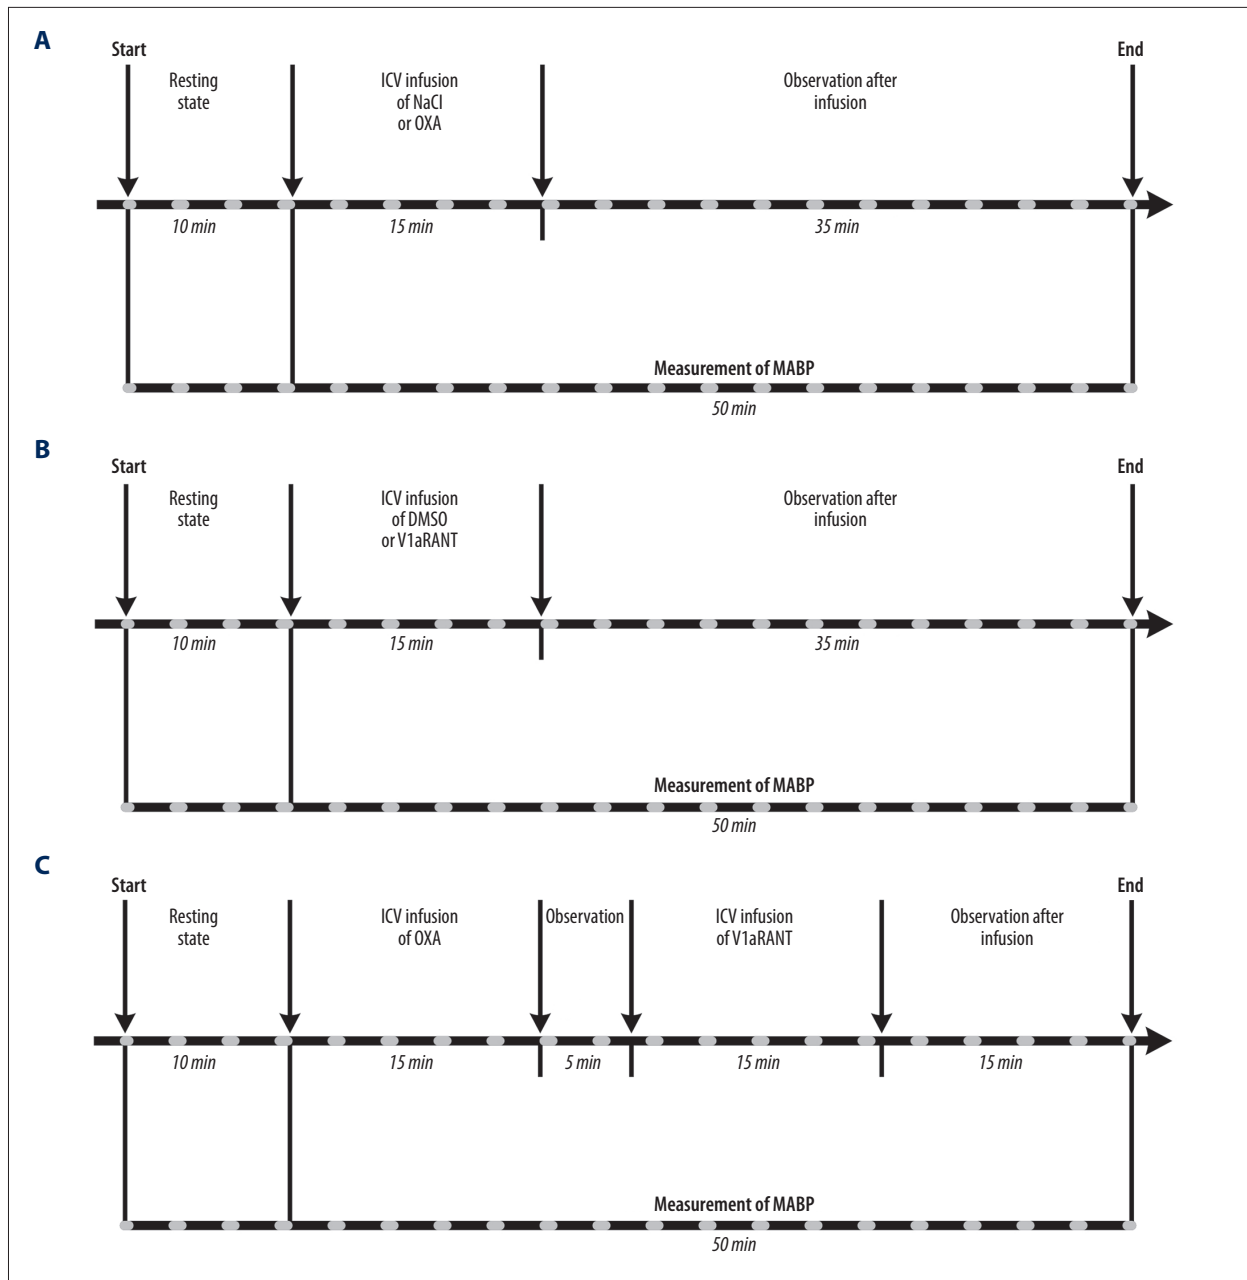 A
Start
End
Resting
state
ICV infusion
of NaCl
or OXA
Observation after
infusion
10 min
15 min
35 min
Measurement of MABP
50 min
B
Start
End
Resting
state
ICV infusion
of DMSO
or V1aRANT
Observation after
infusion
10 min
15 min
35 min
Measurement of MABP
50 min
C
Start
End
Resting
state
ICV infusion
of OXA
Observation
ICV infusion
of V1aRANT
Observation after
infusion
10 min
15 min
5 min
15 min
15 min
Measurement of MABP
50 min